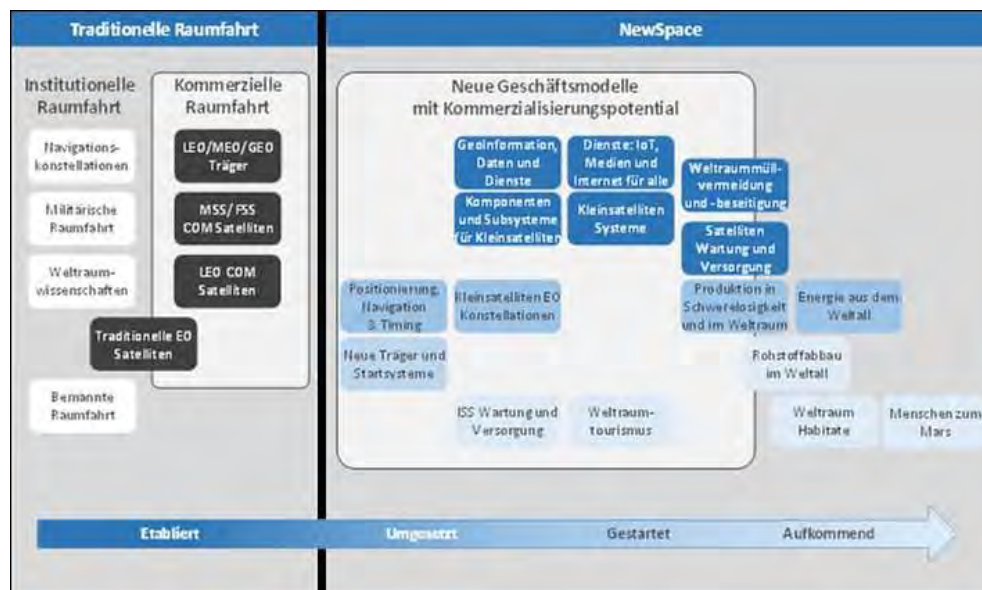 Traditionelle Raumfahrt
NewSpace
Institutionelle
Raumfahrt
Kommerzielle
Raumfahrt
Neue Geschäftsmodelle
mit Kommerzialisierungspotential
Navigations-
konstellationen
LEO/MEO/GEO
Träger
GeoInformation,
Daten und
Dienste
Dienste: IoT,
Medien und
Internet für alle
Weltraummüll-
vermeidung
und -beseitigung
Militärische
Raumfahrt
MSS/ FSS
COM Satelliten
Komponenten
und Subsysteme
für Kleinsatelliten
Kleinsatelliten
Systeme
Satelliten
Wartung und
Versorgung
Weltraum-
wissenschaften
LEO COM
Satelliten
Positionierung,
Navigation
& Timing
Kleinsatelliten EO
Konstellationen
Produktion in
Schwerelosigkeit
und im Weltraum
Energie aus dem
Weltall
Traditionelle EO
Satelliten
Neue Träger und
Startsysteme
Rohstoffabbau
im Weltall
Bemannte
Raumfahrt
ISS Wartung und
Versorgung
Weltraum-
tourismus
Weltraum
Habitate
Menschen zum
Mars
Etabliert
Umgesetzt
Gestartet
Aufkommend